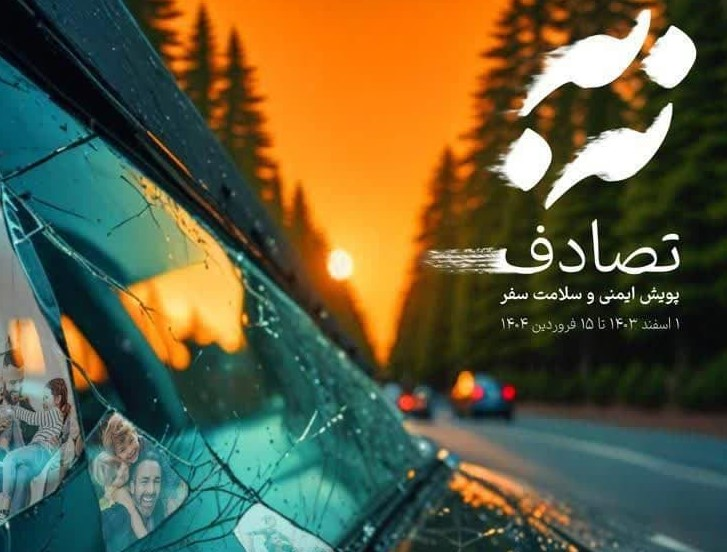 نه به
تصادف
پویش ایمنی و سلامت سفر
۱ اسفند ۱۴۰۳ تا ۱۵ فروردین ۱۴۰۴